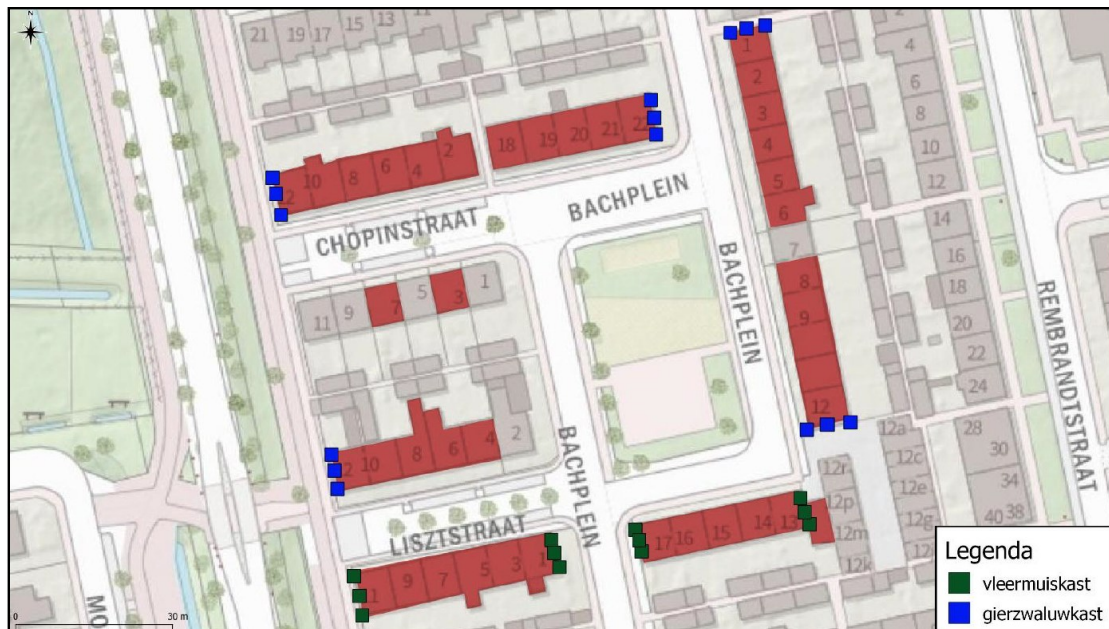 21 19 17 15 13 11
2
4
6
8
10
12
1
2
3
4
5
6
7
8
9
12
12 10 8 6 4 2
18 19 20 21 22
CHOPINSTRAAT
BACHPLEIN
BACHPLEIN
BACHPLEIN
REMBRANDTSTRAAT
14
16
18
20
22
24
11 9 7 5 3 1
12 10 8 6 4 2
LISZTSTRAAT
11 9 7 5 3 1
17 16 15 14 13
12a
12c
12e
12g
12r
12p
12m
12k
28
30
34
38
40
MO
0 30 m
Legenda
vleermuiskast
gierzwaluwkast